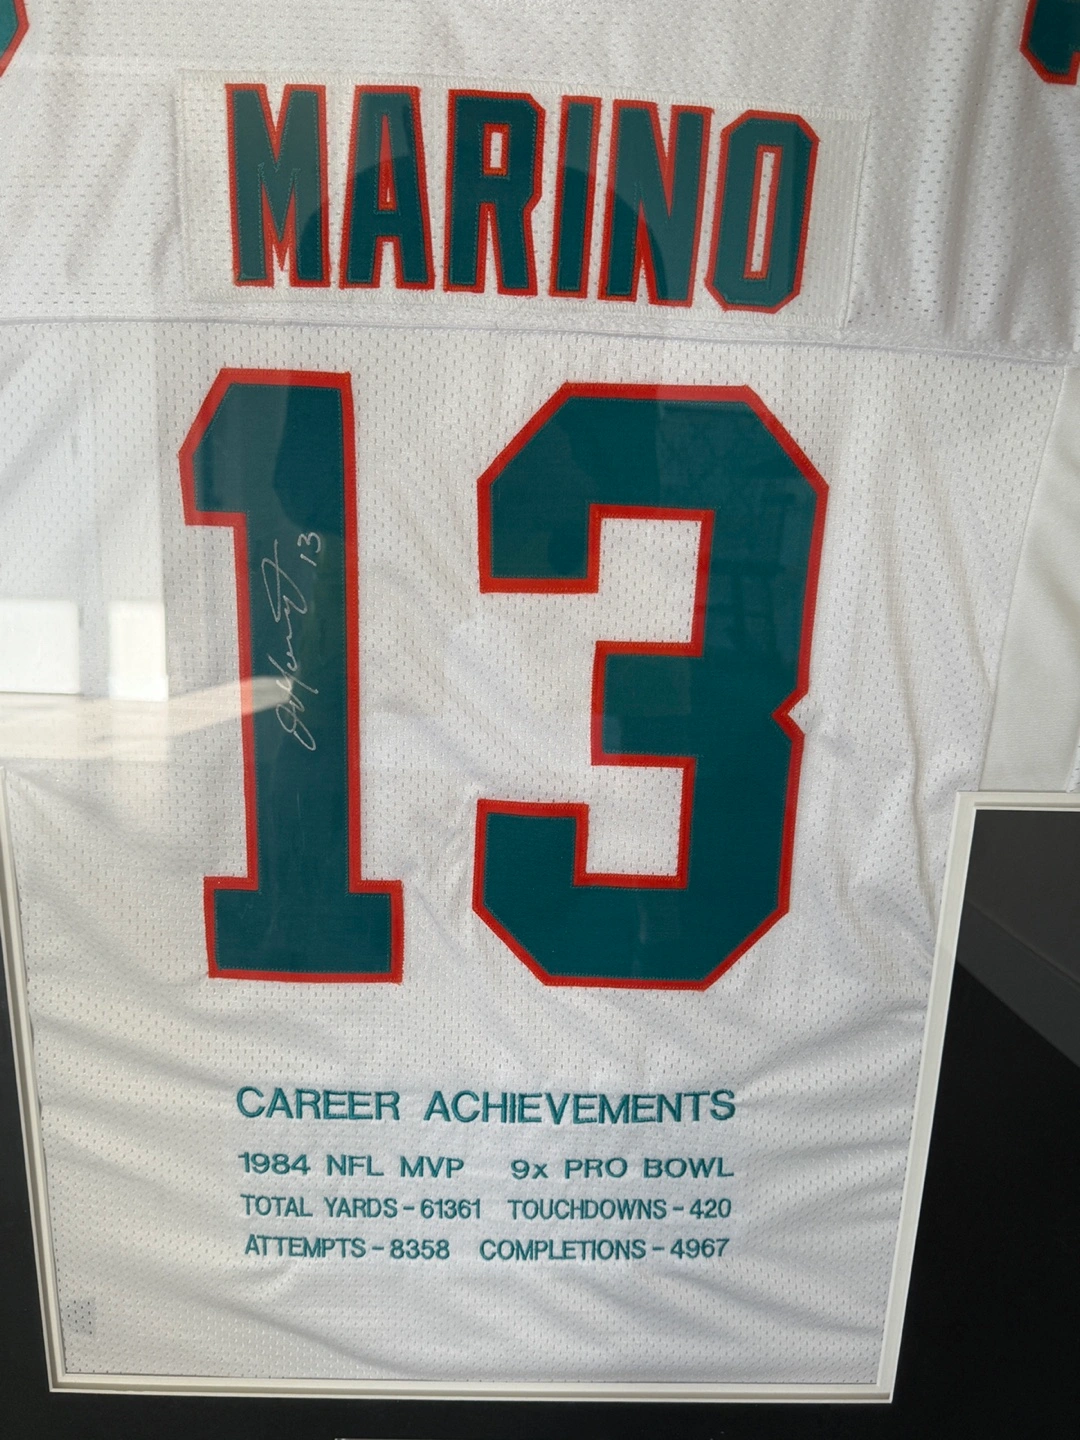 MARINO
13
D Marino 13
CAREER ACHIEVEMENTS
1984 NFL MVP 9x PRO BOWL
TOTAL YARDS - 61361 TOUCHDOWNS - 420
ATTEMPTS - 8358 COMPLETIONS - 4967